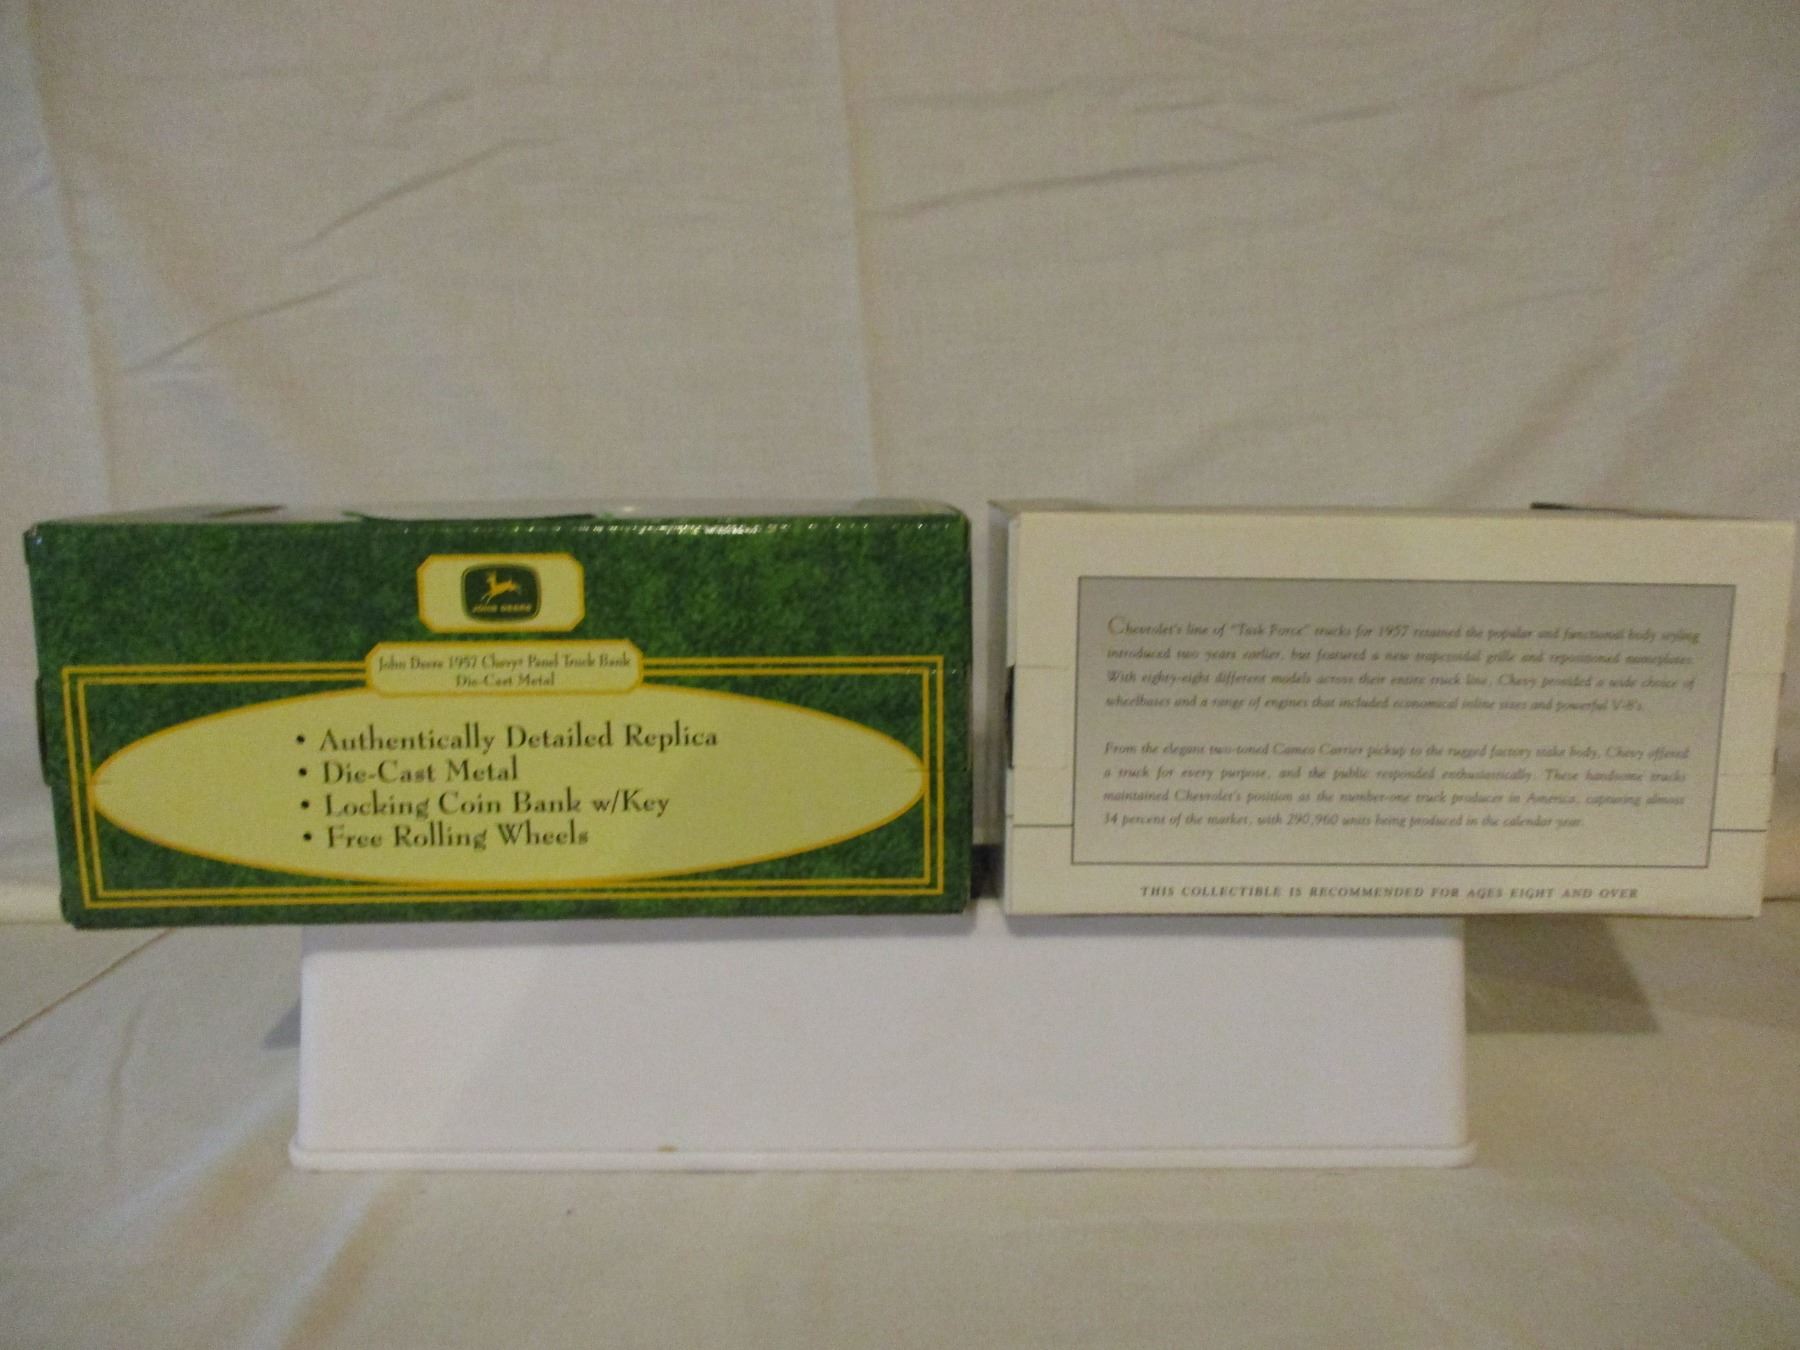 JOHN DEERE
John Deere 1957 Chevy® Panel Truck Bank
Die-Cast Metal
• Authentically Detailed Replica
• Die-Cast Metal
• Locking Coin Bank w/Key
• Free Rolling Wheels
Chevrolet's line of "Task Force" trucks for 1957 retained the popular and functional body styling
introduced two years earlier, but featured a new trapezoidal grille and repositioned nameplates.
With eighty-eight different models across their entire truck line, Chevy provided a wide choice of
wheelbases and a range of engines that included economical inline sixes and powerful V-8's.
From the elegant two-toned Cameo Carrier pickup to the rugged factory stake body, Chevy offered
a truck for every purpose, and the public responded enthusiastically. These handsome trucks
maintained Chevrolet's position as the number-one truck producer in America, capturing almost
34 percent of the market, with 290,960 units being produced in the calendar year.
THIS COLLECTIBLE IS RECOMMENDED FOR AGES EIGHT AND OVER